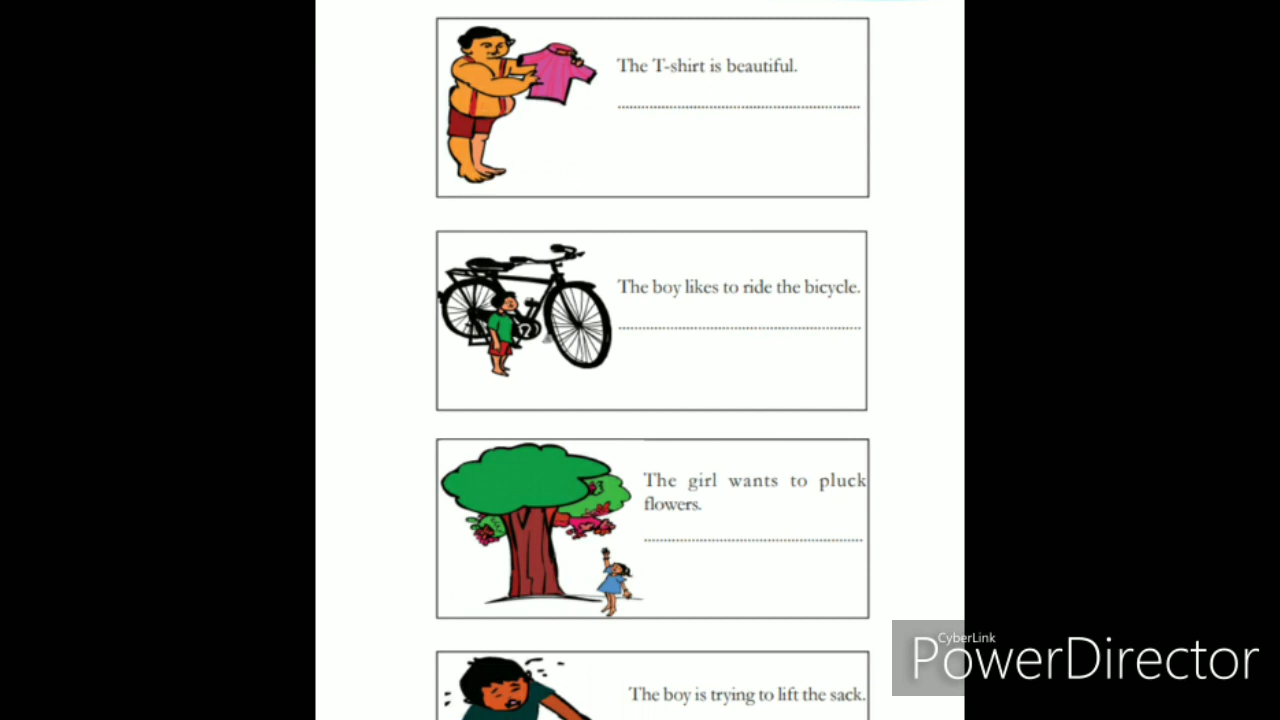 The T-shirt is beautiful.
The boy likes to ride the bicycle.
The girl wants to pluck
flowers.
The boy is trying to lift the sack.
CyberLink
PowerDirector